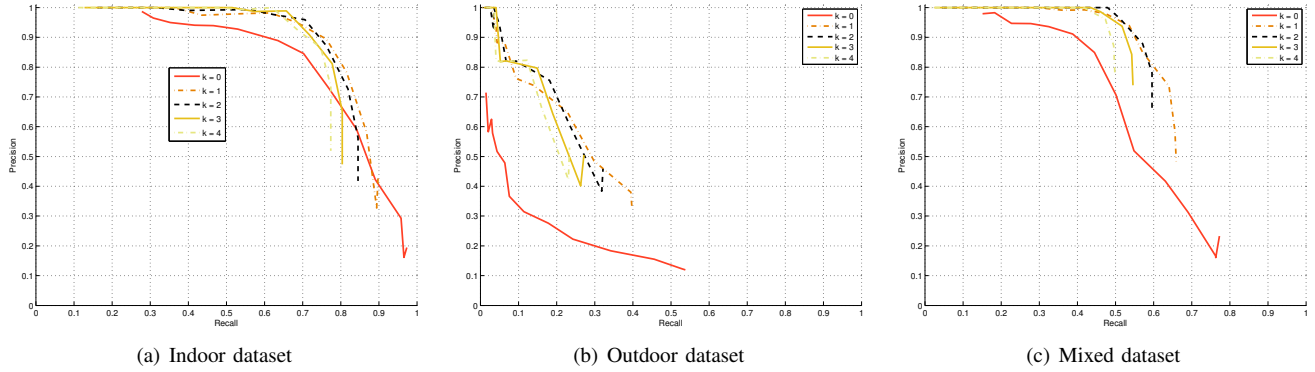 1
0.9
0.8
0.7
0.6
0.5
0.4
0.3
0.2
0.1
0
Precision
0 0.1 0.2 0.3 0.4 0.5 0.6 0.7 0.8 0.9 1
Recall
k = 0
k = 1
k = 2
k = 3
k = 4
(a) Indoor dataset
1
0.9
0.8
0.7
0.6
0.5
0.4
0.3
0.2
0.1
0
Precision
0 0.1 0.2 0.3 0.4 0.5 0.6 0.7 0.8 0.9 1
Recall
k = 0
k = 1
k = 2
k = 3
k = 4
(b) Outdoor dataset
1
0.9
0.8
0.7
0.6
0.5
0.4
0.3
0.2
0.1
0
Precision
0 0.1 0.2 0.3 0.4 0.5 0.6 0.7 0.8 0.9 1
Recall
k = 0
k = 1
k = 2
k = 3
k = 4
(c) Mixed dataset